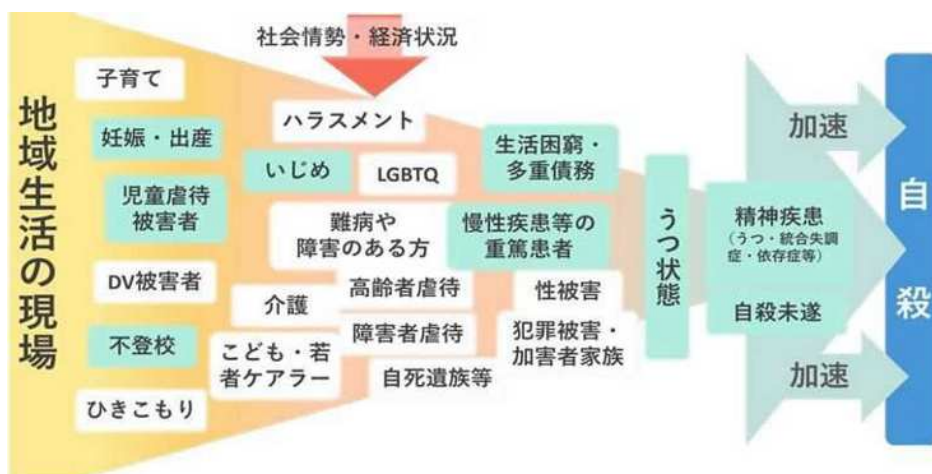 社会情勢・経済状況
地域生活の現場
子育て
妊娠・出産
児童虐待
被害者
DV被害者
不登校
ひきこもり
ハラスメント
いじめ
LGBTQ
難病や
障害のある方
介護
こども・若
者ケアラー
高齢者虐待
障害者虐待
自死遺族等
生活困窮・
多重債務
慢性疾患等の
重篤患者
性被害
犯罪被害・
加害者家族
うつ状態
精神疾患
（うつ・統合失調
症・依存症等）
自殺未遂
加速
加速
自殺